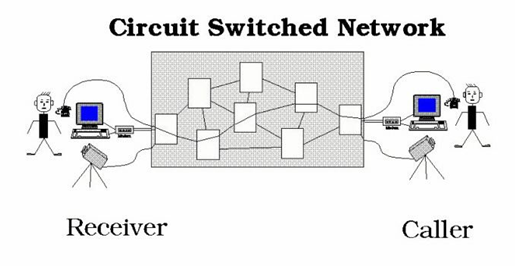 Circuit Switched Network
Receiver
Caller